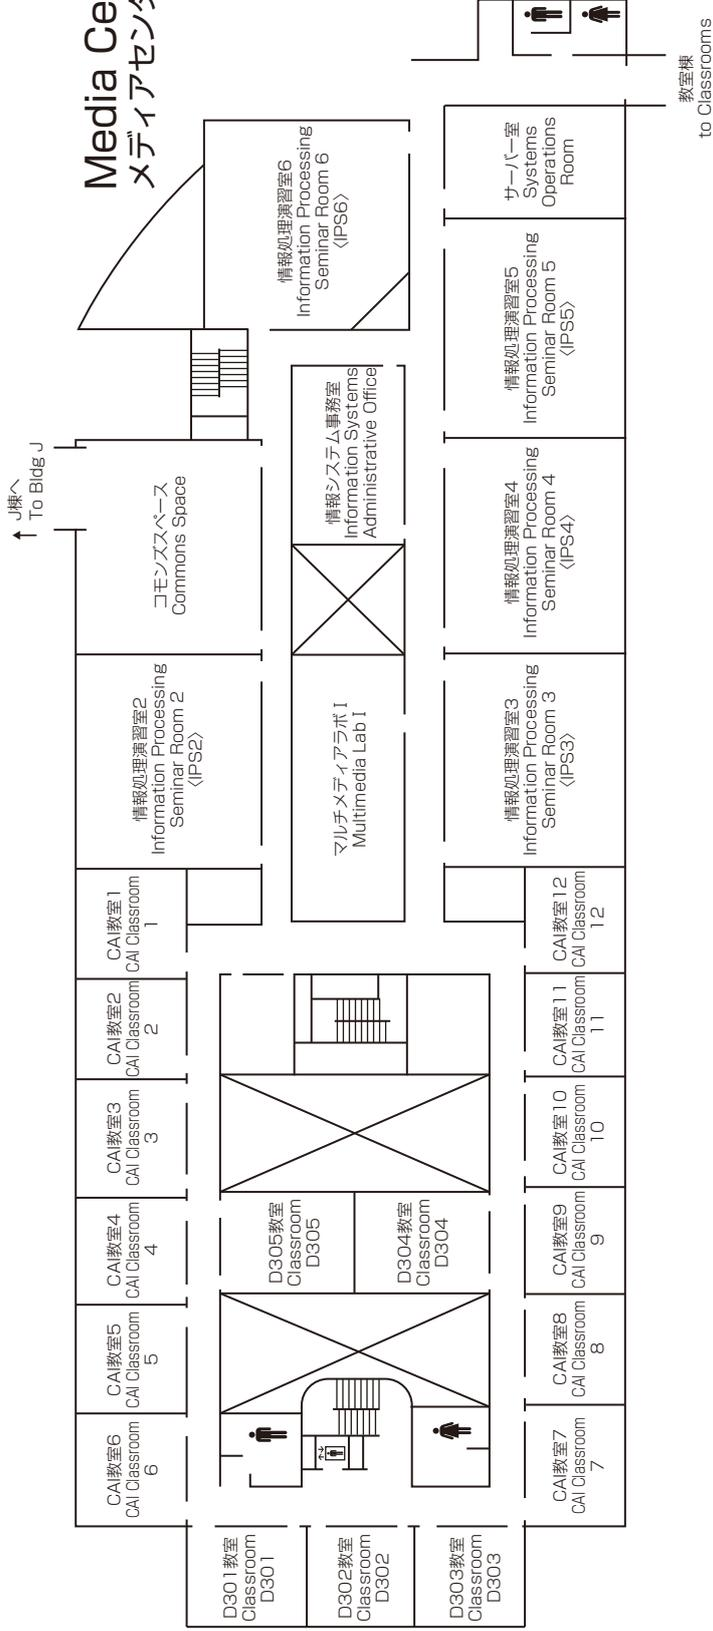 Media Ce
メディアセンタ
↑ J棟へ
To Bldg J
教室棟
to Classrooms
CAI教室6
CAI Classroom
6
CAI教室5
CAI Classroom
5
CAI教室4
CAI Classroom
4
CAI教室3
CAI Classroom
3
CAI教室2
CAI Classroom
2
CAI教室1
CAI Classroom
1
情報処理演習室2
Information Processing
Seminar Room 2
〈IPS2〉
コモンズスペース
Commons Space
情報処理演習室6
Information Processing
Seminar Room 6
〈IPS6〉
D301教室
Classroom
D301
D302教室
Classroom
D302
D303教室
Classroom
D303
D305教室
Classroom
D305
D304教室
Classroom
D304
マルチメディアラボⅠ
Multimedia Lab Ⅰ
情報システム事務室
Information Systems
Administrative Office
CAI教室7
CAI Classroom
7
CAI教室8
CAI Classroom
8
CAI教室9
CAI Classroom
9
CAI教室10
CAI Classroom
10
CAI教室11
CAI Classroom
11
CAI教室12
CAI Classroom
12
情報処理演習室3
Information Processing
Seminar Room 3
〈IPS3〉
情報処理演習室4
Information Processing
Seminar Room 4
〈IPS4〉
情報処理演習室5
Information Processing
Seminar Room 5
〈IPS5〉
サーバー室
Systems
Operations
Room